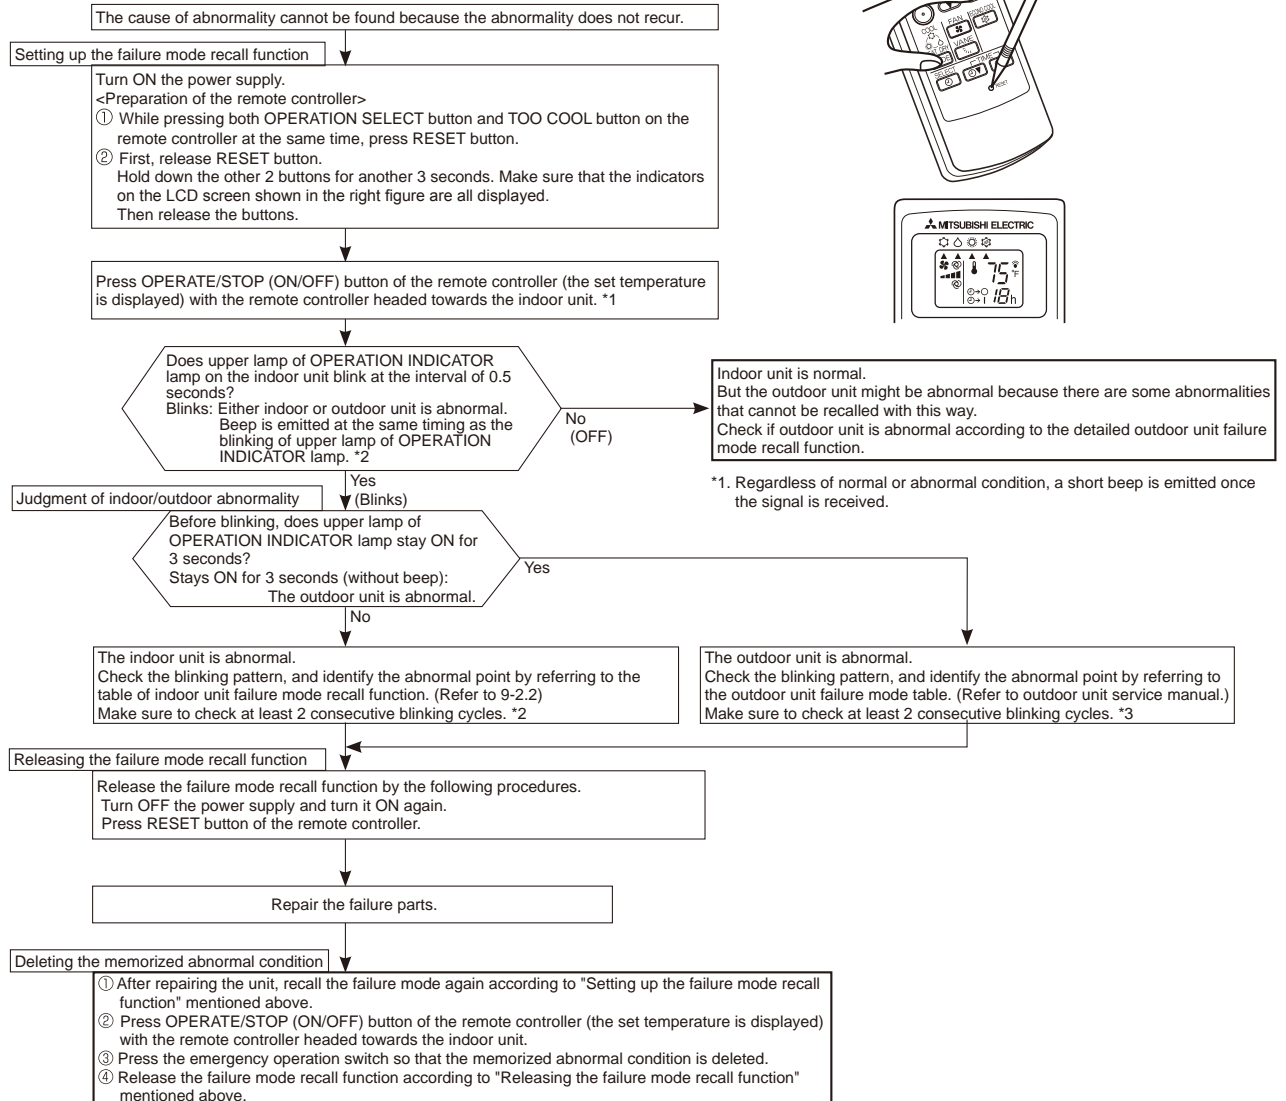 The cause of abnormality cannot be found because the abnormality does not recur.
Setting up the failure mode recall function
Turn ON the power supply.
<Preparation of the remote controller>
① While pressing both OPERATION SELECT button and TOO COOL button on the
remote controller at the same time, press RESET button.
② First, release RESET button.
Hold down the other 2 buttons for another 3 seconds. Make sure that the indicators
on the LCD screen shown in the right figure are all displayed.
Then release the buttons.
COOL
FAN
ECONO COOL
VANE
SELECT
TIME
RESET
MITSUBISHI ELECTRIC
75 °F
18h
Press OPERATE/STOP (ON/OFF) button of the remote controller (the set temperature
is displayed) with the remote controller headed towards the indoor unit. *1
Does upper lamp of OPERATION INDICATOR
lamp on the indoor unit blink at the interval of 0.5
seconds?
Blinks: Either indoor or outdoor unit is abnormal.
Beep is emitted at the same timing as the
blinking of upper lamp of OPERATION
INDICATOR lamp. *2
No
(OFF)
Indoor unit is normal.
But the outdoor unit might be abnormal because there are some abnormalities
that cannot be recalled with this way.
Check if outdoor unit is abnormal according to the detailed outdoor unit failure
mode recall function.
*1. Regardless of normal or abnormal condition, a short beep is emitted once
the signal is received.
Yes
(Blinks)
Judgment of indoor/outdoor abnormality
Before blinking, does upper lamp of
OPERATION INDICATOR lamp stay ON for
3 seconds?
Stays ON for 3 seconds (without beep):
The outdoor unit is abnormal.
Yes
No
The indoor unit is abnormal.
Check the blinking pattern, and identify the abnormal point by referring to the
table of indoor unit failure mode recall function. (Refer to 9-2.2)
Make sure to check at least 2 consecutive blinking cycles. *2
The outdoor unit is abnormal.
Check the blinking pattern, and identify the abnormal point by referring to
the outdoor unit failure mode table. (Refer to outdoor unit service manual.)
Make sure to check at least 2 consecutive blinking cycles. *3
Releasing the failure mode recall function
Release the failure mode recall function by the following procedures.
Turn OFF the power supply and turn it ON again.
Press RESET button of the remote controller.
Repair the failure parts.
Deleting the memorized abnormal condition
① After repairing the unit, recall the failure mode again according to "Setting up the failure mode recall
function" mentioned above.
② Press OPERATE/STOP (ON/OFF) button of the remote controller (the set temperature is displayed)
with the remote controller headed towards the indoor unit.
③ Press the emergency operation switch so that the memorized abnormal condition is deleted.
④ Release the failure mode recall function according to "Releasing the failure mode recall function"
mentioned above.